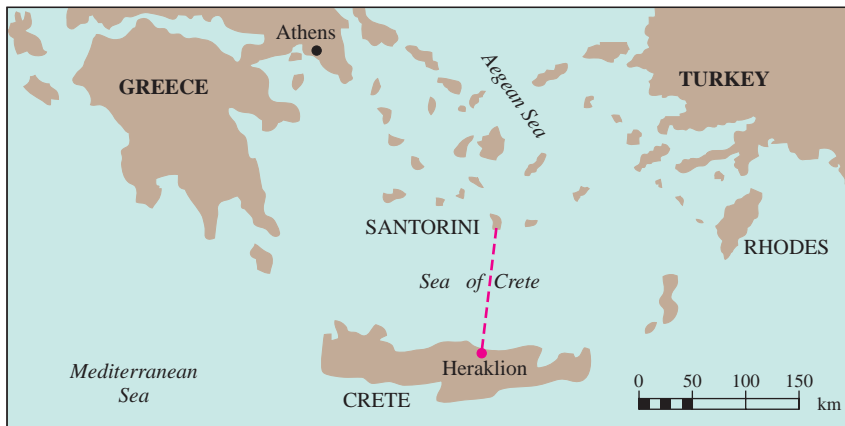 Athens
GREECE
Aegean Sea
TURKEY
SANTORINI
RHODES
Sea of Crete
Mediterranean
Sea
Heraklion
CRETE
0 50 100 150
km